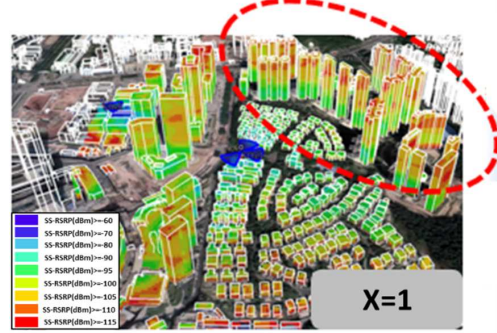 SS-RSRP(dBm)>=-60
SS-RSRP(dBm)>=-70
SS-RSRP(dBm)>=-80
SS-RSRP(dBm)>=-90
SS-RSRP(dBm)>=-95
SS-RSRP(dBm)>=-100
SS-RSRP(dBm)>=-105
SS-RSRP(dBm)>=-110
SS-RSRP(dBm)>=-115
X=1